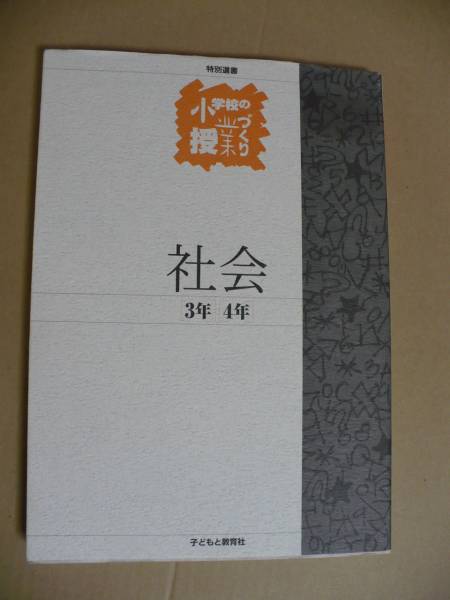 特別選書
小学校の
授業づくり
社会
3年 4年
子どもと教育社